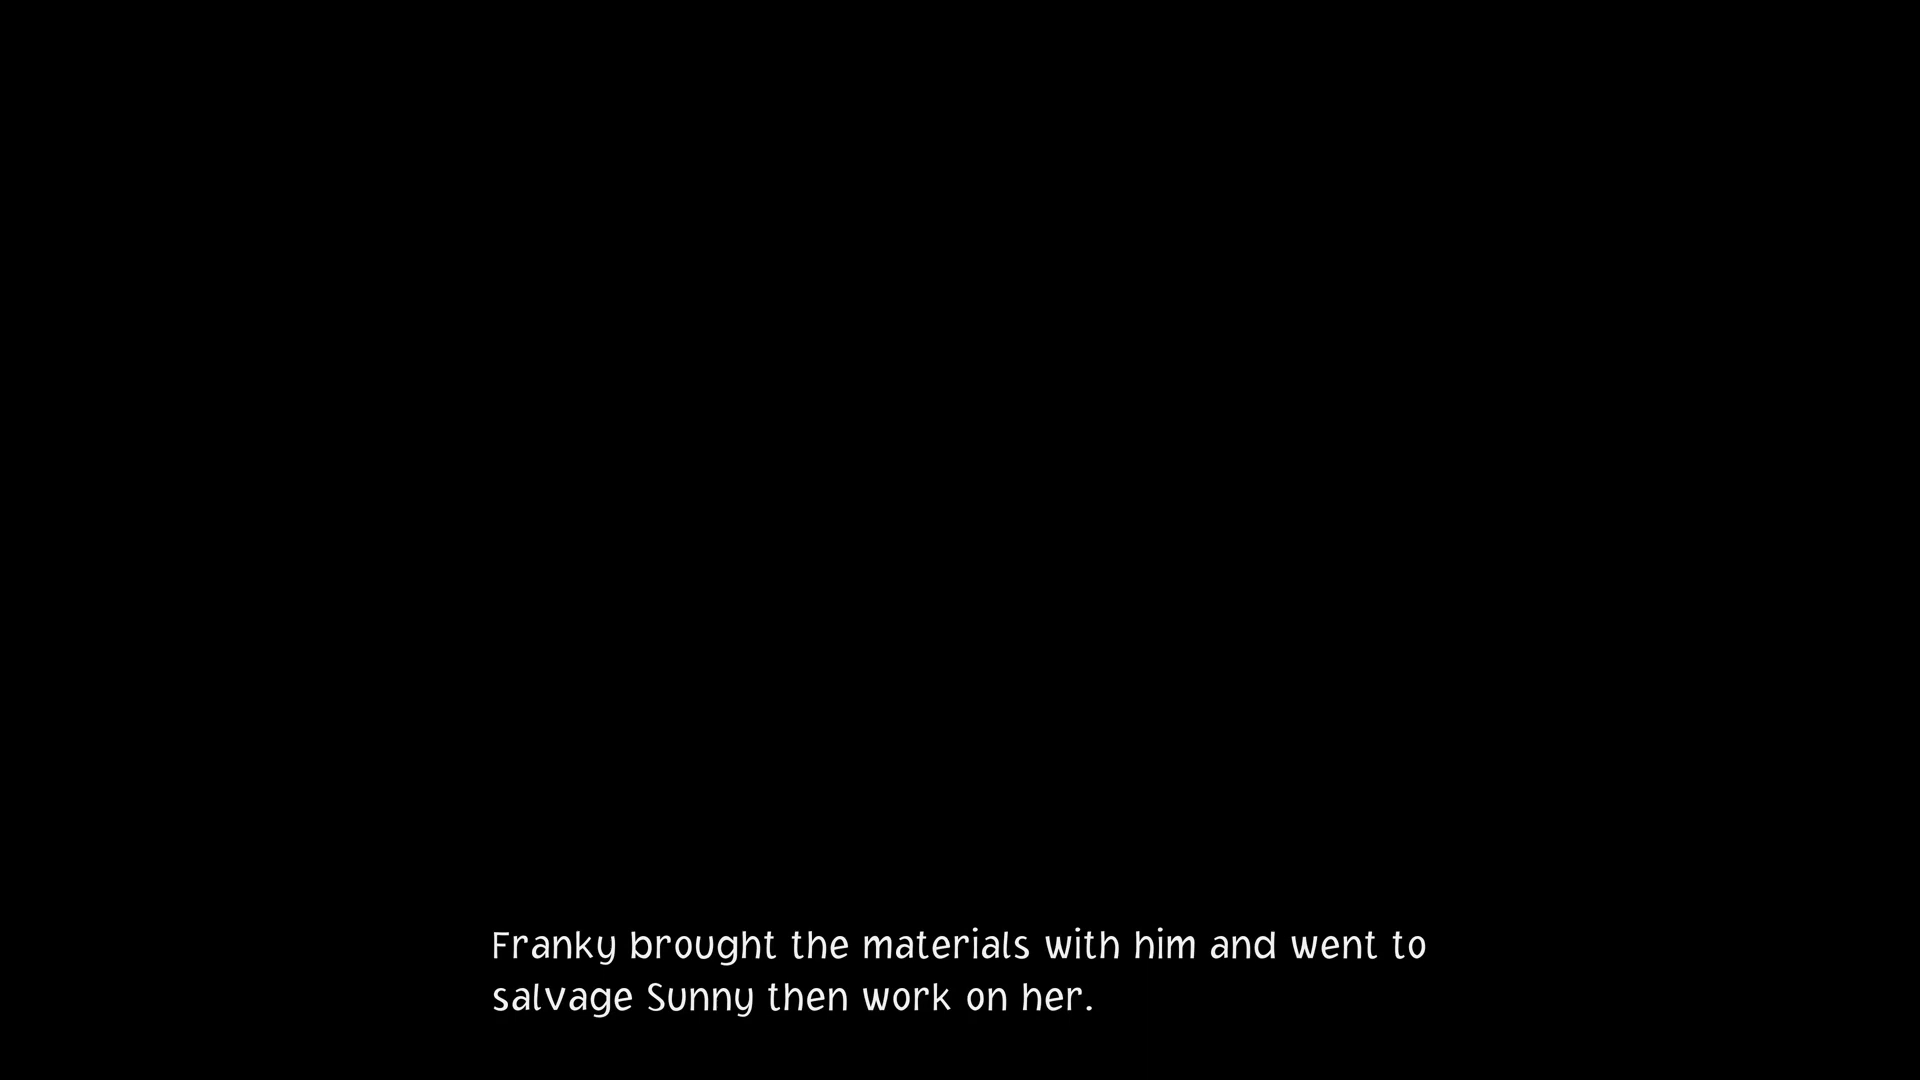 Franky brought the materials with him and went to
salvage Sunny then work on her.